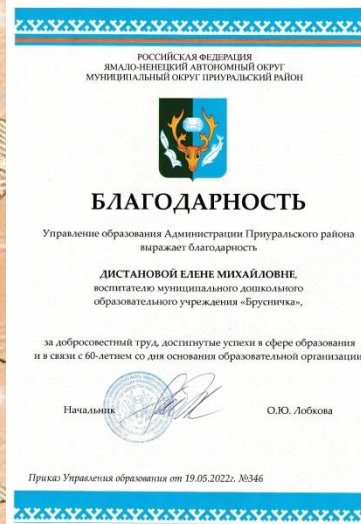 РОССИЙСКАЯ ФЕДЕРАЦИЯ
ЯМАЛО-НЕНЕЦКИЙ АВТОНОМНЫЙ ОКРУГ
МУНИЦИПАЛЬНЫЙ ОКРУГ ПРИУРАЛЬСКИЙ РАЙОН
БЛАГОДАРНОСТЬ
Управление образования Администрации Приуральского района
выражает благодарность
ДИСТАНОВОЙ ЕЛЕНЕ МИХАЙЛОВНЕ,
воспитателю муниципального дошкольного
образовательного учреждения «Брусничка»,
за добросовестный труд, достигнутые успехи в сфере образования
и в связи с 60-летием со дня основания образовательной организации
Начальник О.Ю. Лобкова
Приказ Управления образования от 19.05.2022г. №346